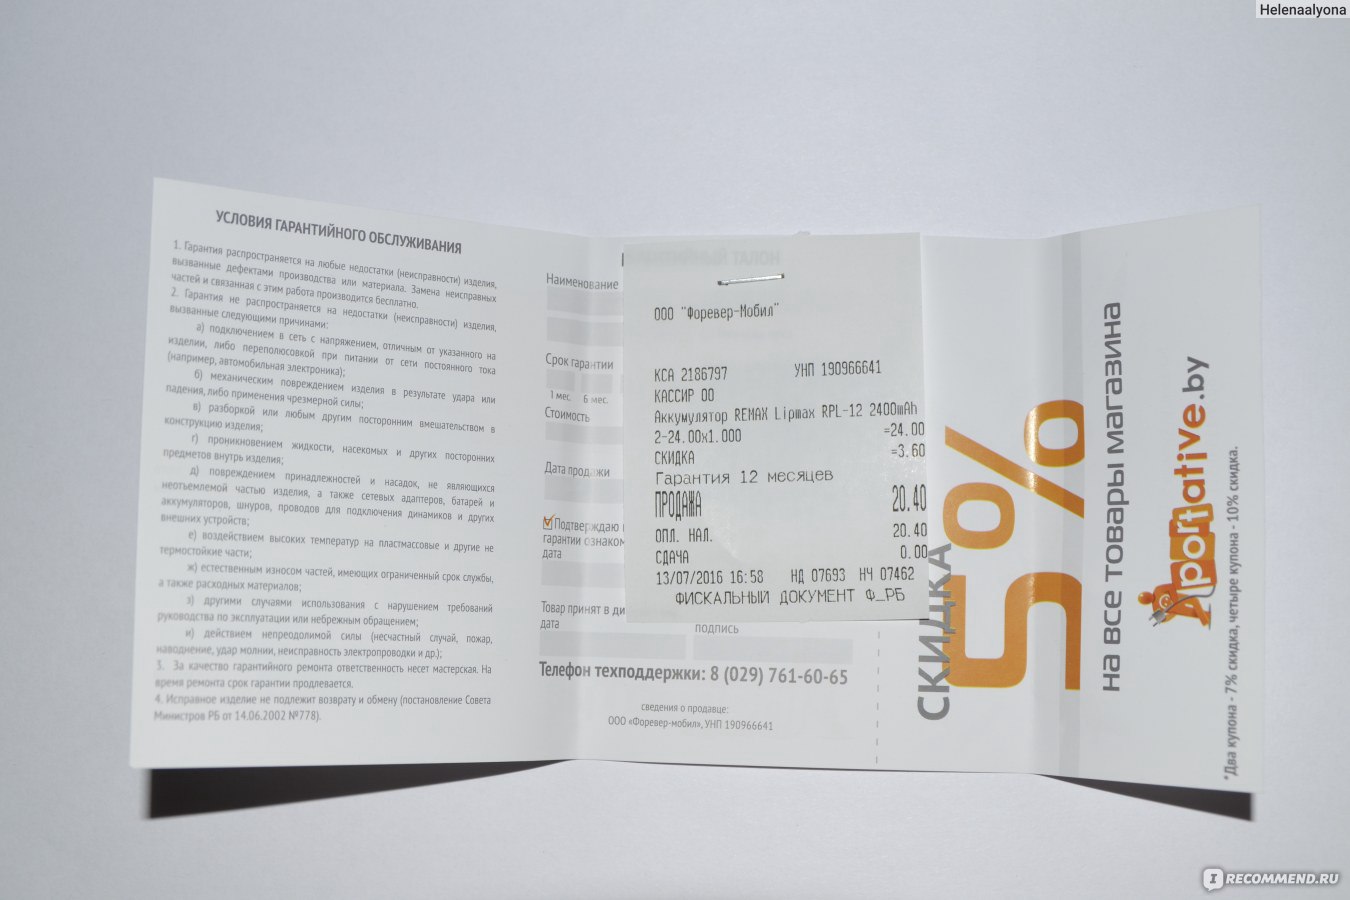 Helenaalyona
УСЛОВИЯ ГАРАНТИЙНОГО ОБСЛУЖИВАНИЯ
1. Гарантия распространяется на любые недостатки (неисправности) изделия,
вызванные дефектами производства или материала. Замена неисправных
частей и связанная с этим работа производится бесплатно.
2. Гарантия не распространяется на недостатки (неисправности) изделия,
вызванные следующими причинами:
а) подключением в сеть с напряжением, отличным от указанного на
изделии, либо переполюсовкой при питании от сети постоянного тока
(например, автомобильная электроника);
б) механическим повреждением изделия в результате удара или
падения, либо применения чрезмерной силы;
в) разборкой или любым другим посторонним вмешательством в
конструкцию изделия;
г) проникновением жидкости, насекомых и других посторонних
предметов внутрь изделия;
д) повреждением принадлежностей и насадок, не являющихся
неотъемлемой частью изделия, а также сетевых адаптеров, батарей и
аккумуляторов, шнуров, проводов для подключения динамиков и других
внешних устройств;
е) воздействием высоких температур на пластмассовые и другие не
термостойкие части;
ж) естественным износом частей, имеющих ограниченный срок службы,
а также расходных материалов;
з) другими случаями использования с нарушением требований
руководства по эксплуатации или небрежным обращением;
и) действием непреодолимой силы (несчастный случай, пожар,
наводнение, удар молнии, неисправность электропроводки и др.);
3. За качество гарантийного ремонта ответственность несет мастерская. На
время ремонта срок гарантии продлевается.
4. Исправное изделие не подлежит возврату и обмену (постановление Совета
Министров РБ от 14.06.2002 №778).
Наименование
Срок гарантии
1 мес. 6 мес.
Стоимость
Дата продажи
Подтверждаю
гарантии ознаком
дата
Товар принят в ди
дата
подпись
Телефон техподдержки: 8 (029) 761-60-65
сведения о продавце:
ООО «Форевер-мобил», УНП 190966641
ООО "Форевер-Мобил"
КСА 2186797 УНП 190966641
КАССИР 00
Аккумулятор REMAX Lipmax RPL-12 2400mAh
2-24.00x1.000 =24.00
СКИДКА =3.60
Гарантия 12 месяцев
ПРОДАЖА 20.40
ОПЛ. НАЛ. 20.40
СДАЧА 0.00
13/07/2016 16:58 НД 07693 НЧ 07462
ФИСКАЛЬНЫЙ ДОКУМЕНТ Ф_РБ
СКИДКА
5%
на все товары магазина
portative.by
*Два купона - 7% скидка, четыре купона - 10% скидка.
IRECOMMEND.RU